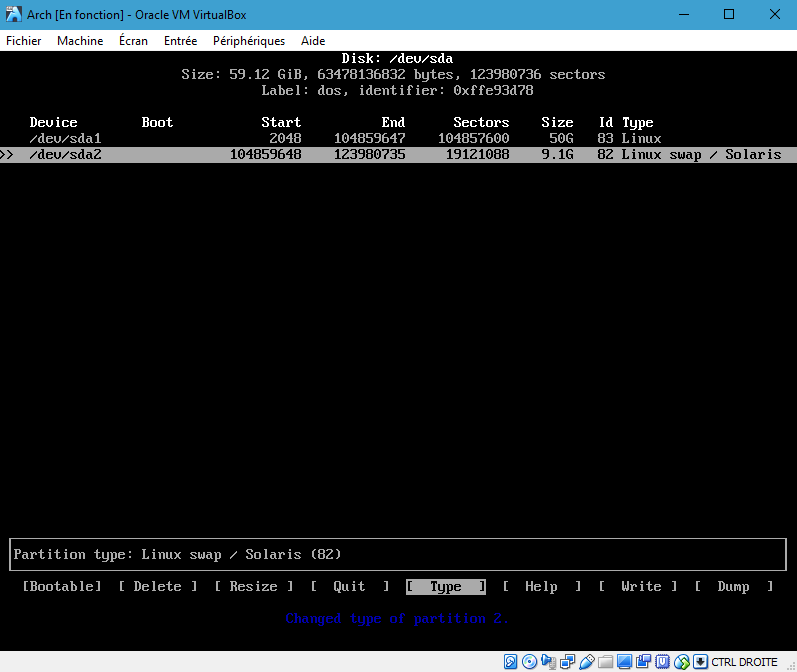 Arch [En fonction] - Oracle VM VirtualBox
Fichier Machine Écran Entrée Périphériques Aide
Disk: /dev/sda
Size: 59.12 GiB, 63478136832 bytes, 123980736 sectors
Label: dos, identifier: 0xffe93d78
Device Boot Start End Sectors Size Id Type
/dev/sda1 2048 104859647 104857600 50G 83 Linux
>> /dev/sda2 104859648 123980735 19121088 9.1G 82 Linux swap / Solaris
Partition type: Linux swap / Solaris (82)
[Bootable] [ Delete ] [ Resize ] [ Quit ] [ Type ] [ Help ] [ Write ] [ Dump ]
Changed type of partition 2.
CTRL DROITE